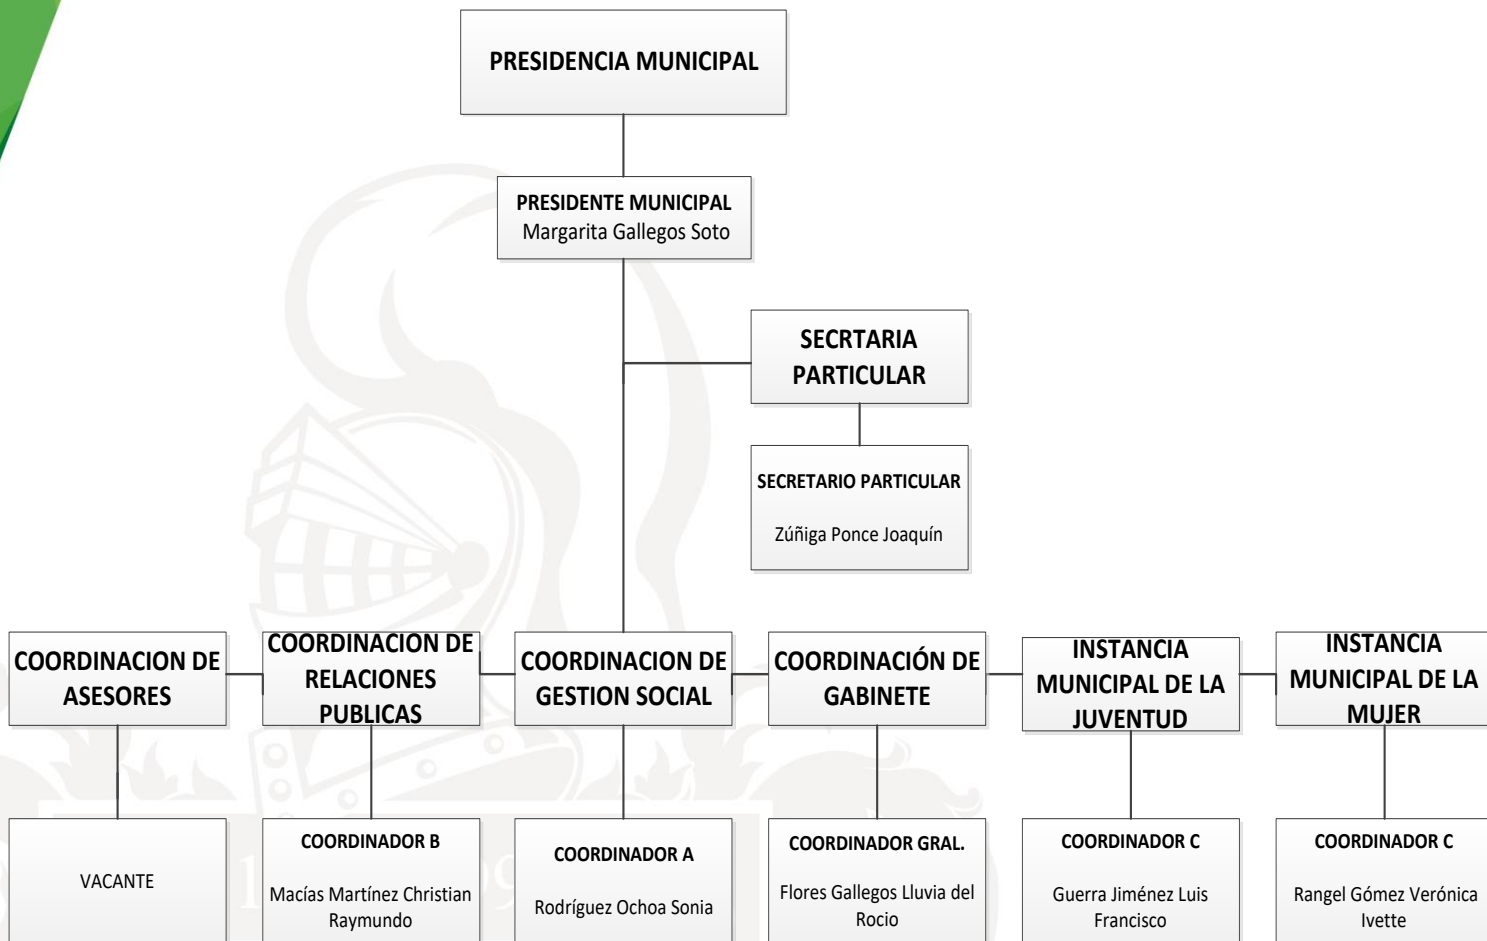 PRESIDENCIA MUNICIPAL
PRESIDENTE MUNICIPAL
Margarita Gallegos Soto
SECRTARIA
PARTICULAR
SECRETARIO PARTICULAR
Zúñiga Ponce Joaquín
COORDINACION DE
ASESORES
COORDINACION DE
RELACIONES
PUBLICAS
COORDINACION DE
GESTION SOCIAL
COORDINACIÓN DE
GABINETE
INSTANCIA
MUNICIPAL DE LA
JUVENTUD
INSTANCIA
MUNICIPAL DE LA
MUJER
VACANTE
COORDINADOR B
Macías Martínez Christian
Raymundo
COORDINADOR A
Rodríguez Ochoa Sonia
COORDINADOR GRAL.
Flores Gallegos Lluvia del
Rocio
COORDINADOR C
Guerra Jiménez Luis
Francisco
COORDINADOR C
Rangel Gómez Verónica
Ivette